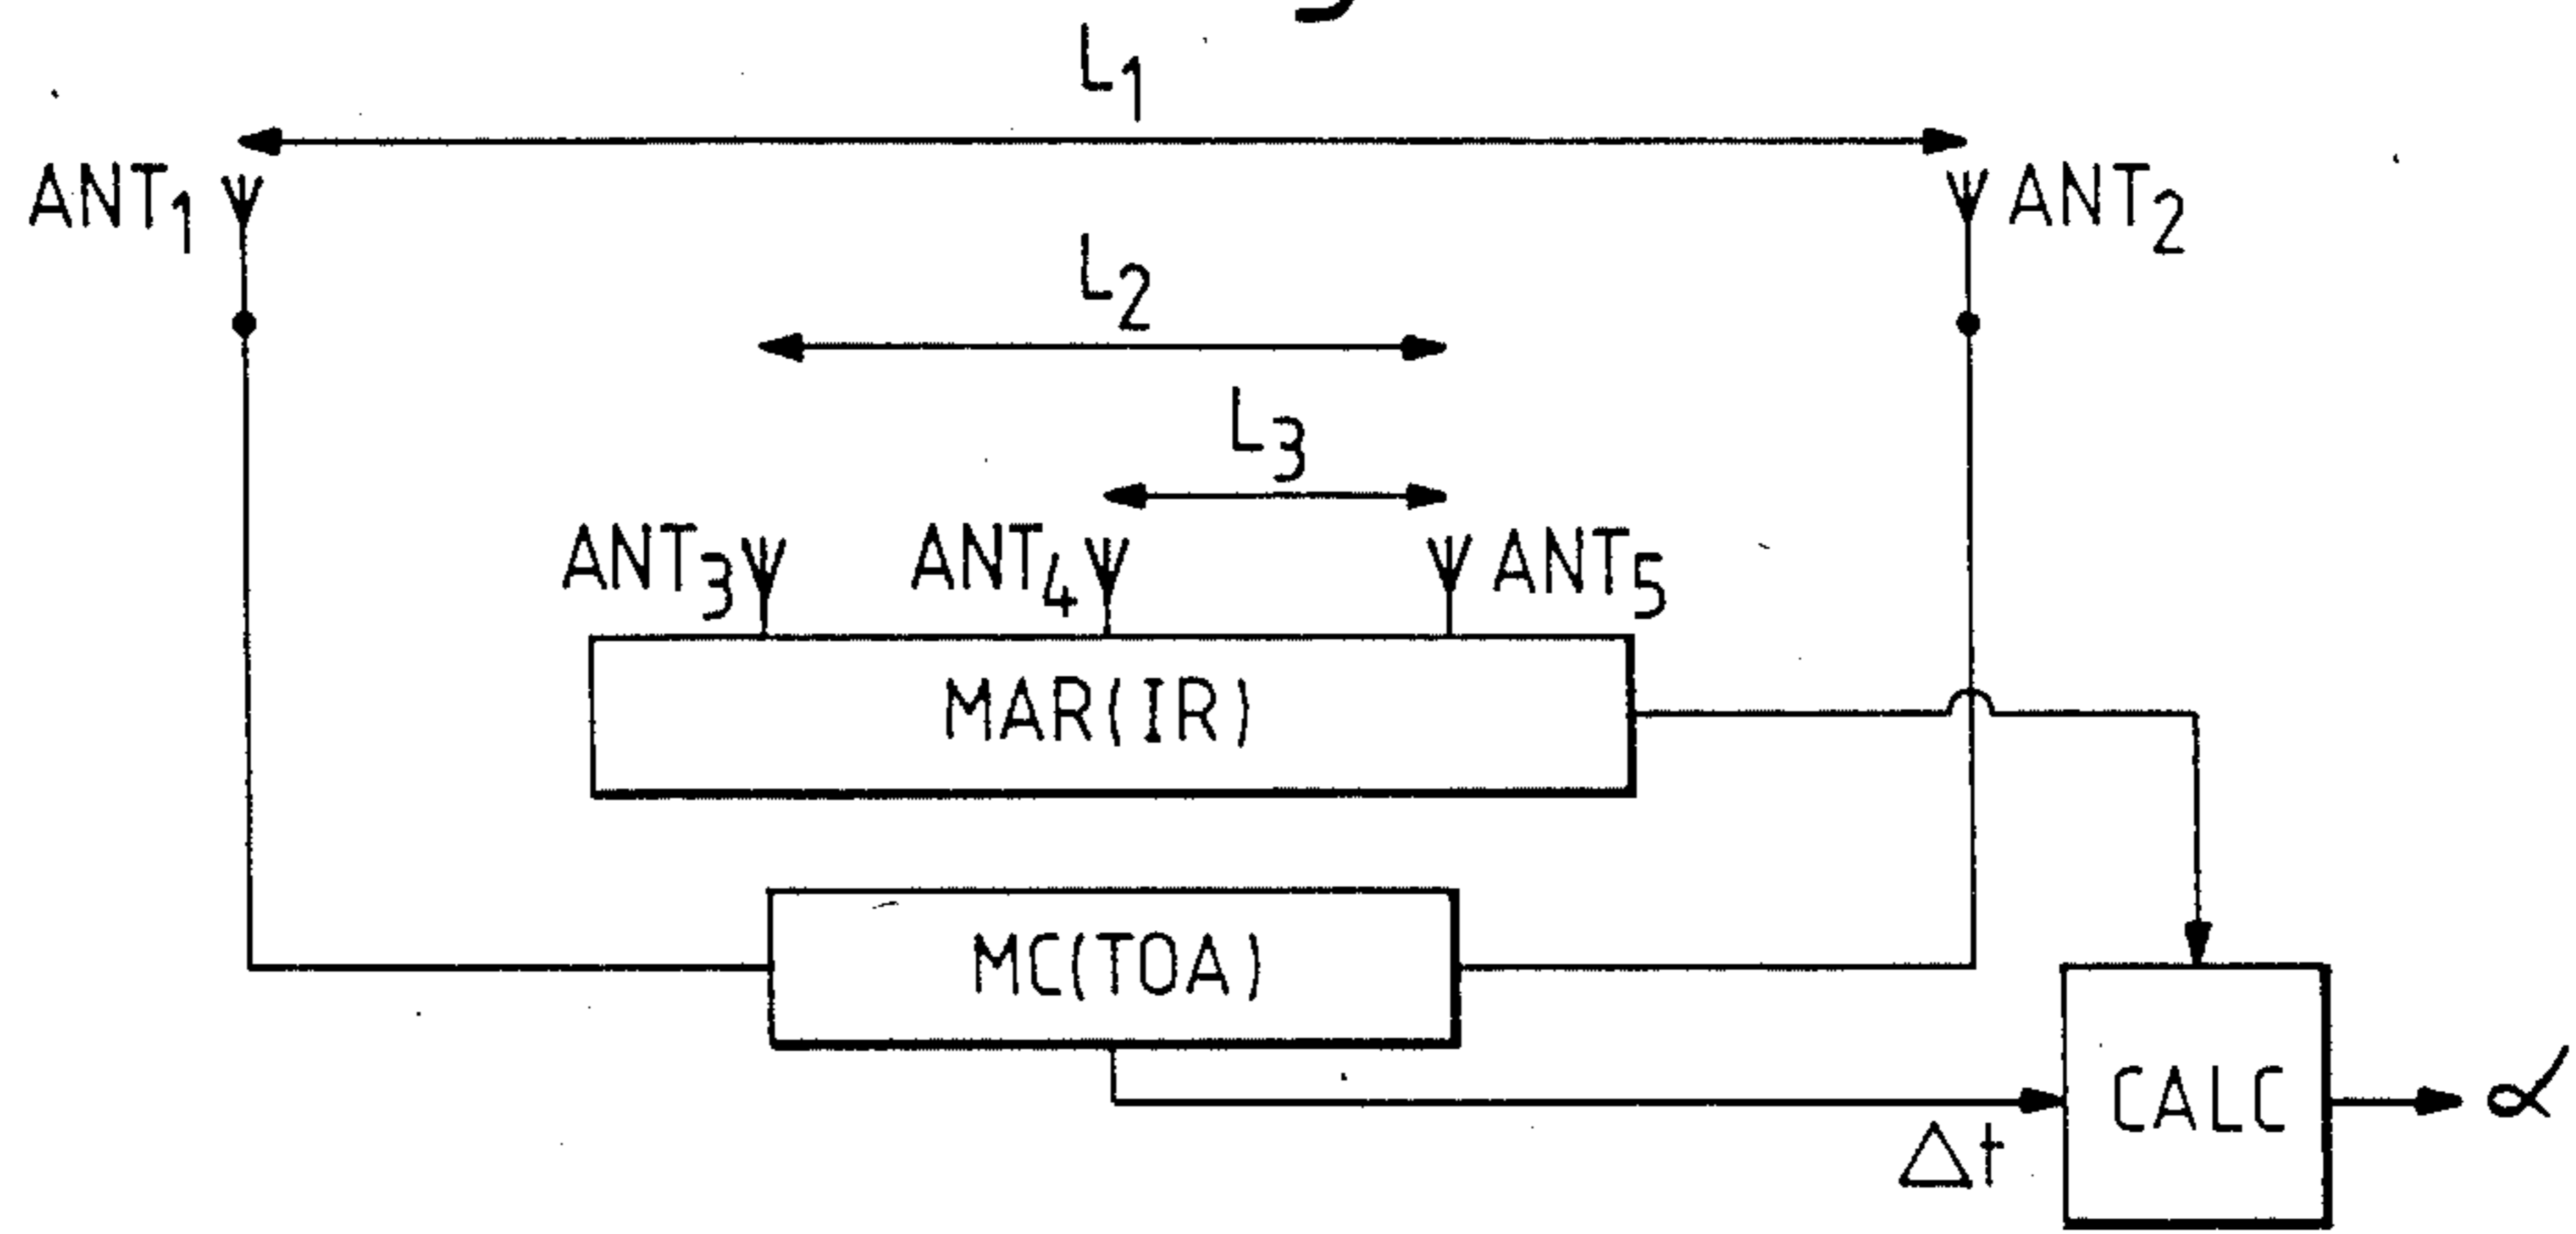 L1
ANT1
ANT2
L2
L3
ANT3
ANT4
ANT5
MAR(IR)
MC(TOA)
CALC
α
Δt